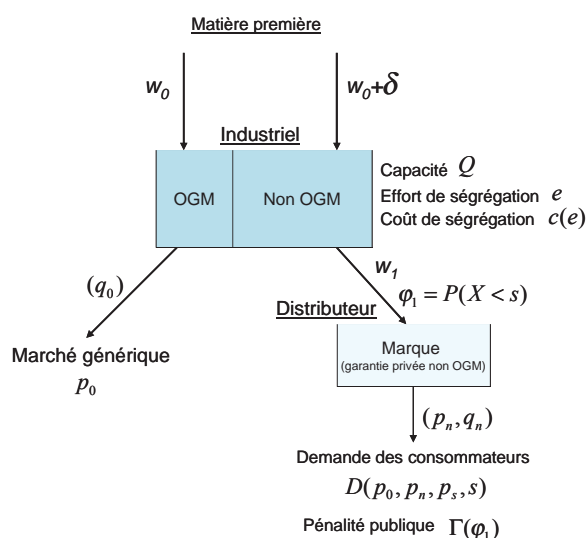 Matière première
w₀
w₀+δ
Industriel
OGM
Non OGM
Capacité Q
Effort de ségrégation e
Coût de ségrégation c(e)
(q₀)
w₁
φ₁ = P(X < s)
Distributeur
Marché générique
p₀
Marque
(garantie privée non OGM)
(pₙ, qₙ)
Demande des consommateurs
D(p₀, pₙ, pₛ, s)
Pénalité publique Γ(φ₁)